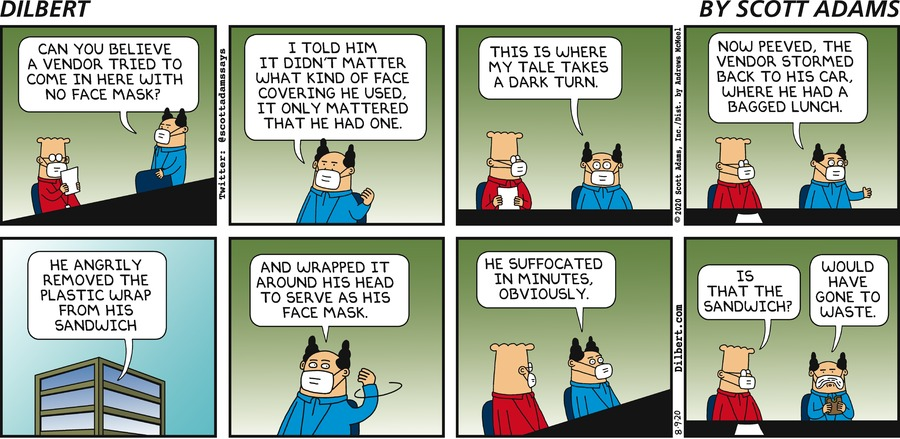 DILBERT
BY SCOTT ADAMS
CAN YOU BELIEVE
A VENDOR TRIED TO
COME IN HERE WITH
NO FACE MASK?
Twitter: @scottadamssays
I TOLD HIM
IT DIDN'T MATTER
WHAT KIND OF FACE
COVERING HE USED,
IT ONLY MATTERED
THAT HE HAD ONE.
THIS IS WHERE
MY TALE TAKES
A DARK TURN.
©2020 Scott Adams, Inc./Dist. by Andrews McMeel
NOW PEEVED, THE
VENDOR STORMED
BACK TO HIS CAR,
WHERE HE HAD A
BAGGED LUNCH.
HE ANGRILY
REMOVED THE
PLASTIC WRAP
FROM HIS
SANDWICH
AND WRAPPED IT
AROUND HIS HEAD
TO SERVE AS HIS
FACE MASK.
HE SUFFOCATED
IN MINUTES,
OBVIOUSLY.
8-9-20 Dilbert.com
IS
THAT THE
SANDWICH?
WOULD
HAVE
GONE TO
WASTE.